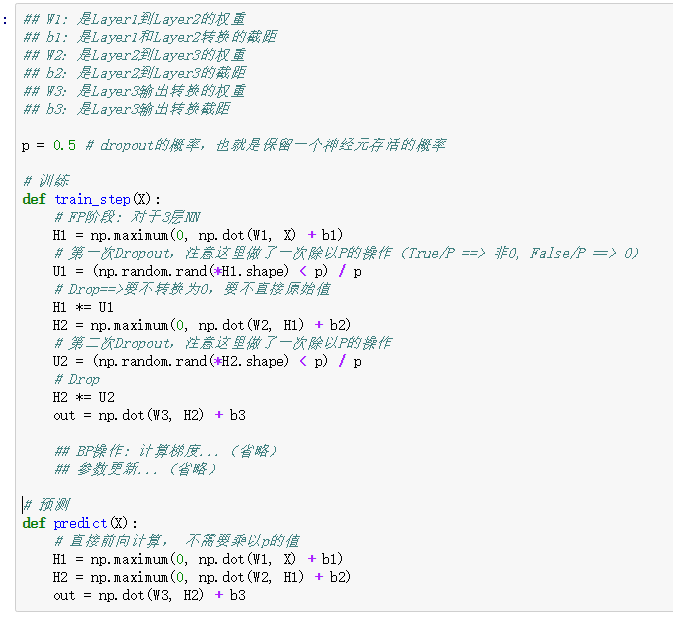 :
## W1: 是Layer1到Layer2的权重
## b1: 是Layer1和Layer2转换的截距
## W2: 是Layer2到Layer3的权重
## b2: 是Layer2到Layer3的截距
## W3: 是Layer3输出转换的权重
## b3: 是Layer3输出转换截距

p = 0.5 # dropout的概率，也就是保留一个神经元存活的概率

# 训练
def train_step(X):
    # FP阶段: 对于3层NN
    H1 = np.maximum(0, np.dot(W1, X) + b1)
    # 第一次Dropout，注意这里做了一次除以P的操作（True/P ==> 非0, False/P ==> 0）
    U1 = (np.random.rand(*H1.shape) < p) / p
    # Drop==>要不转换为0，要不直接原始值
    H1 *= U1
    H2 = np.maximum(0, np.dot(W2, H1) + b2)
    # 第二次Dropout，注意这里做了一次除以P的操作
    U2 = (np.random.rand(*H2.shape) < p) / p
    # Drop
    H2 *= U2
    out = np.dot(W3, H2) + b3

    ## BP操作: 计算梯度...（省略）
    ## 参数更新...（省略）

# 预测
def predict(X):
    # 直接前向计算， 不需要乘以p的值
    H1 = np.maximum(0, np.dot(W1, X) + b1)
    H2 = np.maximum(0, np.dot(W2, H1) + b2)
    out = np.dot(W3, H2) + b3